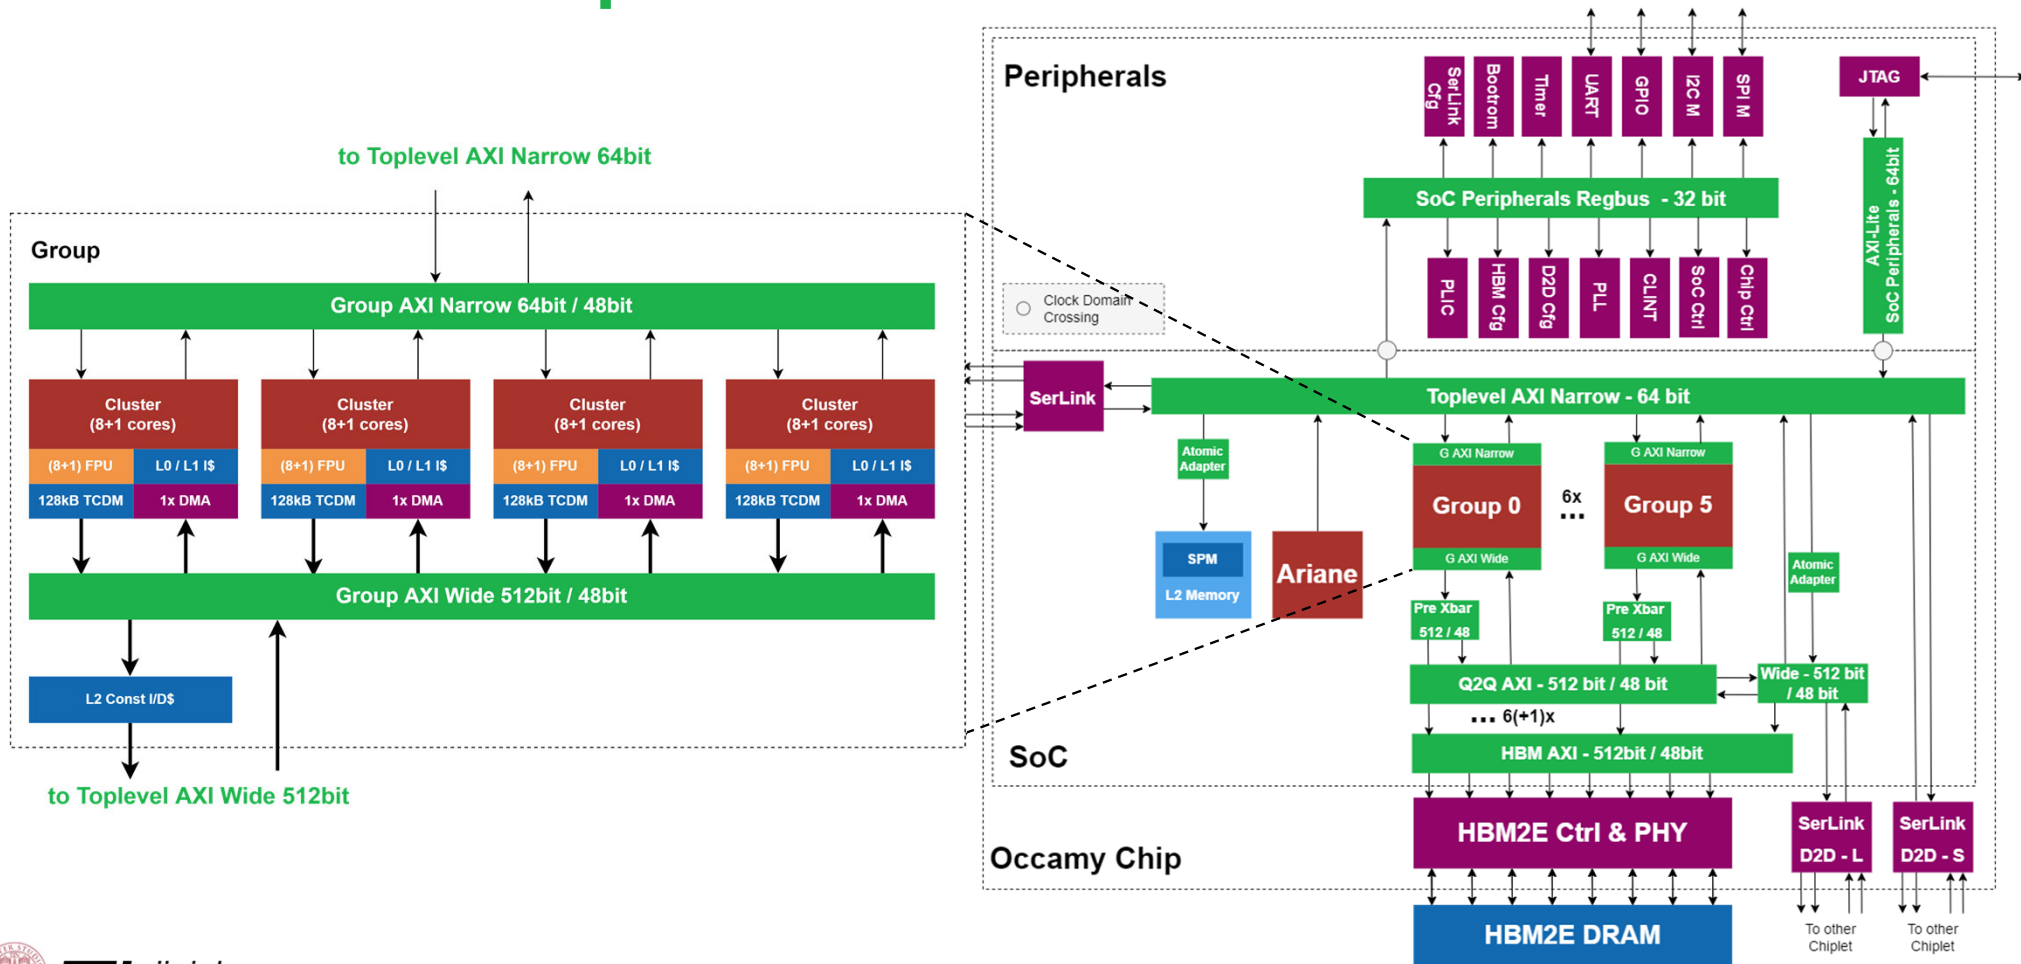 to Toplevel AXI Narrow 64bit
Group
Group AXI Narrow 64bit / 48bit
Cluster
(8+1 cores)
(8+1) FPU
L0 / L1 I$
128kB TCDM
1x DMA
Cluster
(8+1 cores)
(8+1) FPU
L0 / L1 I$
128kB TCDM
1x DMA
Cluster
(8+1 cores)
(8+1) FPU
L0 / L1 I$
128kB TCDM
1x DMA
Cluster
(8+1 cores)
(8+1) FPU
L0 / L1 I$
128kB TCDM
1x DMA
Group AXI Wide 512bit / 48bit
L2 Const I/D$
to Toplevel AXI Wide 512bit
Peripherals
SerLink
Cfg
Bootrom
Timer
UART
GPIO
I2C M
SPI M
JTAG
SoC Peripherals Regbus - 32 bit
AXI-Lite
SoC Peripherals - 64bit
PLIC
HBM Cfg
D2D Cfg
PLL
CLINT
SoC Ctrl
Chip Ctrl
Clock Domain
Crossing
SerLink
Toplevel AXI Narrow - 64 bit
Atomic
Adapter
SPM
L2 Memory
Ariane
G AXI Narrow
Group 0
G AXI Wide
6x
...
G AXI Narrow
Group 5
G AXI Wide
Atomic
Adapter
Pre Xbar
512 / 48
Pre Xbar
512 / 48
Q2Q AXI - 512 bit / 48 bit
Wide - 512 bit
/ 48 bit
... 6(+1)x
HBM AXI - 512bit / 48bit
SoC
HBM2E Ctrl & PHY
SerLink
D2D - L
SerLink
D2D - S
Occamy Chip
HBM2E DRAM
To other
Chiplet
To other
Chiplet